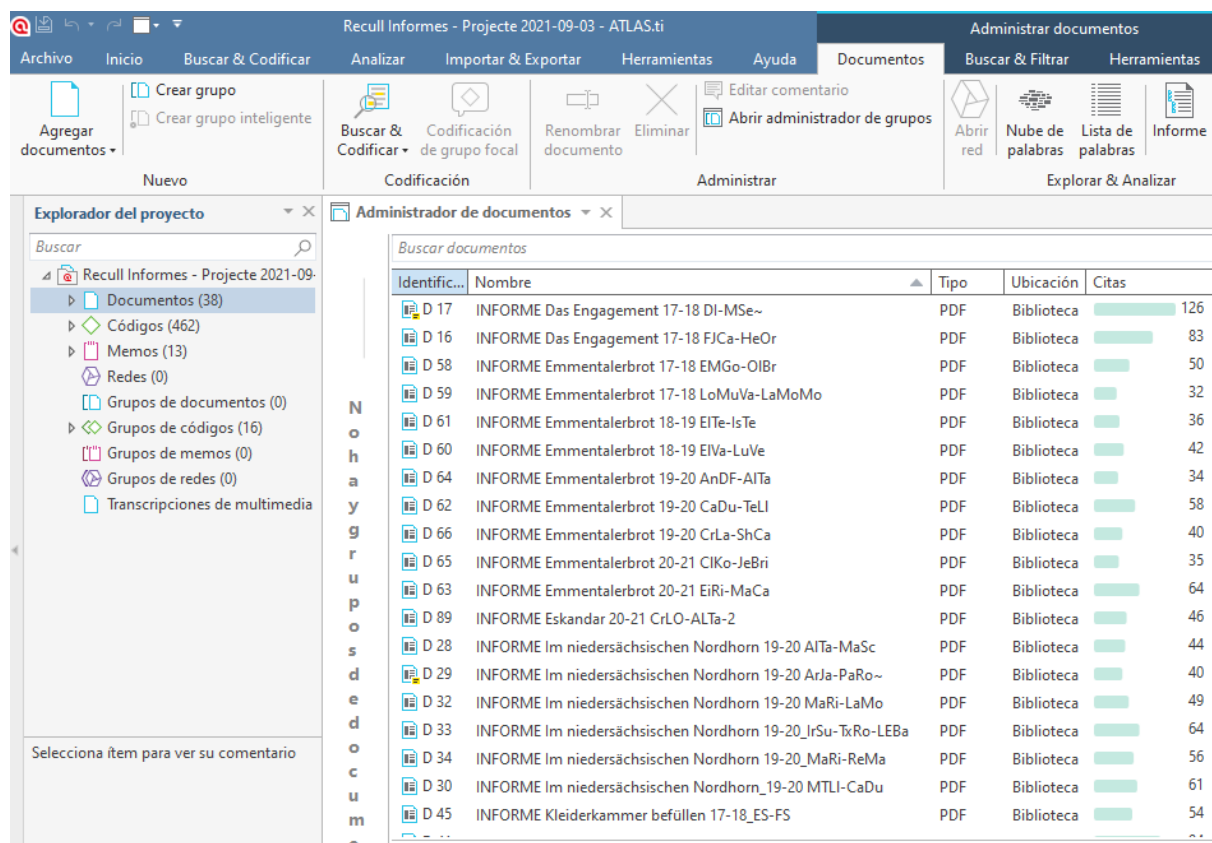 Recull Informes - Projecte 2021-09-03 - ATLAS.ti
Administrar documentos
Archivo Inicio Buscar & Codificar Analizar Importar & Exportar Herramientas Ayuda Documentos Buscar & Filtrar Herramientas
Agregar documentos
Crear grupo
Crear grupo inteligente
Nuevo
Buscar & Codificar
Codificación de grupo focal
Codificación
Renombrar documento
Eliminar
Editar comentario
Abrir administrador de grupos
Administrar
Abrir red
Nube de palabras
Lista de palabras
Informe
Explorar & Analizar
Explorador del proyecto
Buscar
Recull Informes - Projecte 2021-09-
Documentos (38)
Códigos (462)
Memos (13)
Redes (0)
Grupos de documentos (0)
Grupos de códigos (16)
Grupos de memos (0)
Grupos de redes (0)
Transcripciones de multimedia
Selecciona ítem para ver su comentario
Administrador de documentos
N o h a y g r u p o s d e d o c u m
Buscar documentos
Identific... Nombre Tipo Ubicación Citas
D 17 INFORME Das Engagement 17-18 DI-MSe~ PDF Biblioteca 126
D 16 INFORME Das Engagement 17-18 FJCa-HeOr PDF Biblioteca 83
D 58 INFORME Emmentalerbrot 17-18 EMGo-OlBr PDF Biblioteca 50
D 59 INFORME Emmentalerbrot 17-18 LoMuVa-LaMoMo PDF Biblioteca 32
D 61 INFORME Emmentalerbrot 18-19 ElTe-IsTe PDF Biblioteca 36
D 60 INFORME Emmentalerbrot 18-19 ElVa-LuVe PDF Biblioteca 42
D 64 INFORME Emmentalerbrot 19-20 AnDF-AlTa PDF Biblioteca 34
D 62 INFORME Emmentalerbrot 19-20 CaDu-TeLl PDF Biblioteca 58
D 66 INFORME Emmentalerbrot 19-20 CrLa-ShCa PDF Biblioteca 40
D 65 INFORME Emmentalerbrot 20-21 ClKo-JeBri PDF Biblioteca 35
D 63 INFORME Emmentalerbrot 20-21 EiRi-MaCa PDF Biblioteca 64
D 89 INFORME Eskandar 20-21 CrLO-ALTa-2 PDF Biblioteca 46
D 28 INFORME Im niedersächsischen Nordhorn 19-20 AlTa-MaSc PDF Biblioteca 44
D 29 INFORME Im niedersächsischen Nordhorn 19-20 ArJa-PaRo~ PDF Biblioteca 40
D 32 INFORME Im niedersächsischen Nordhorn 19-20 MaRi-LaMo PDF Biblioteca 49
D 33 INFORME Im niedersächsischen Nordhorn 19-20_IrSu-TxRo-LEBa PDF Biblioteca 64
D 34 INFORME Im niedersächsischen Nordhorn 19-20_MaRi-ReMa PDF Biblioteca 56
D 30 INFORME Im niedersächsischen Nordhorn_19-20 MTLl-CaDu PDF Biblioteca 61
D 45 INFORME Kleiderkammer befüllen 17-18_ES-FS PDF Biblioteca 54